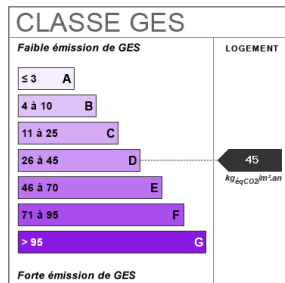 CLASSE GES
Faible émission de GES
LOGEMENT
≤ 3 A
4 à 10 B
11 à 25 C
26 à 45 D
45
kgéqCO2/m².an
46 à 70 E
71 à 95 F
> 95 G
Forte émission de GES